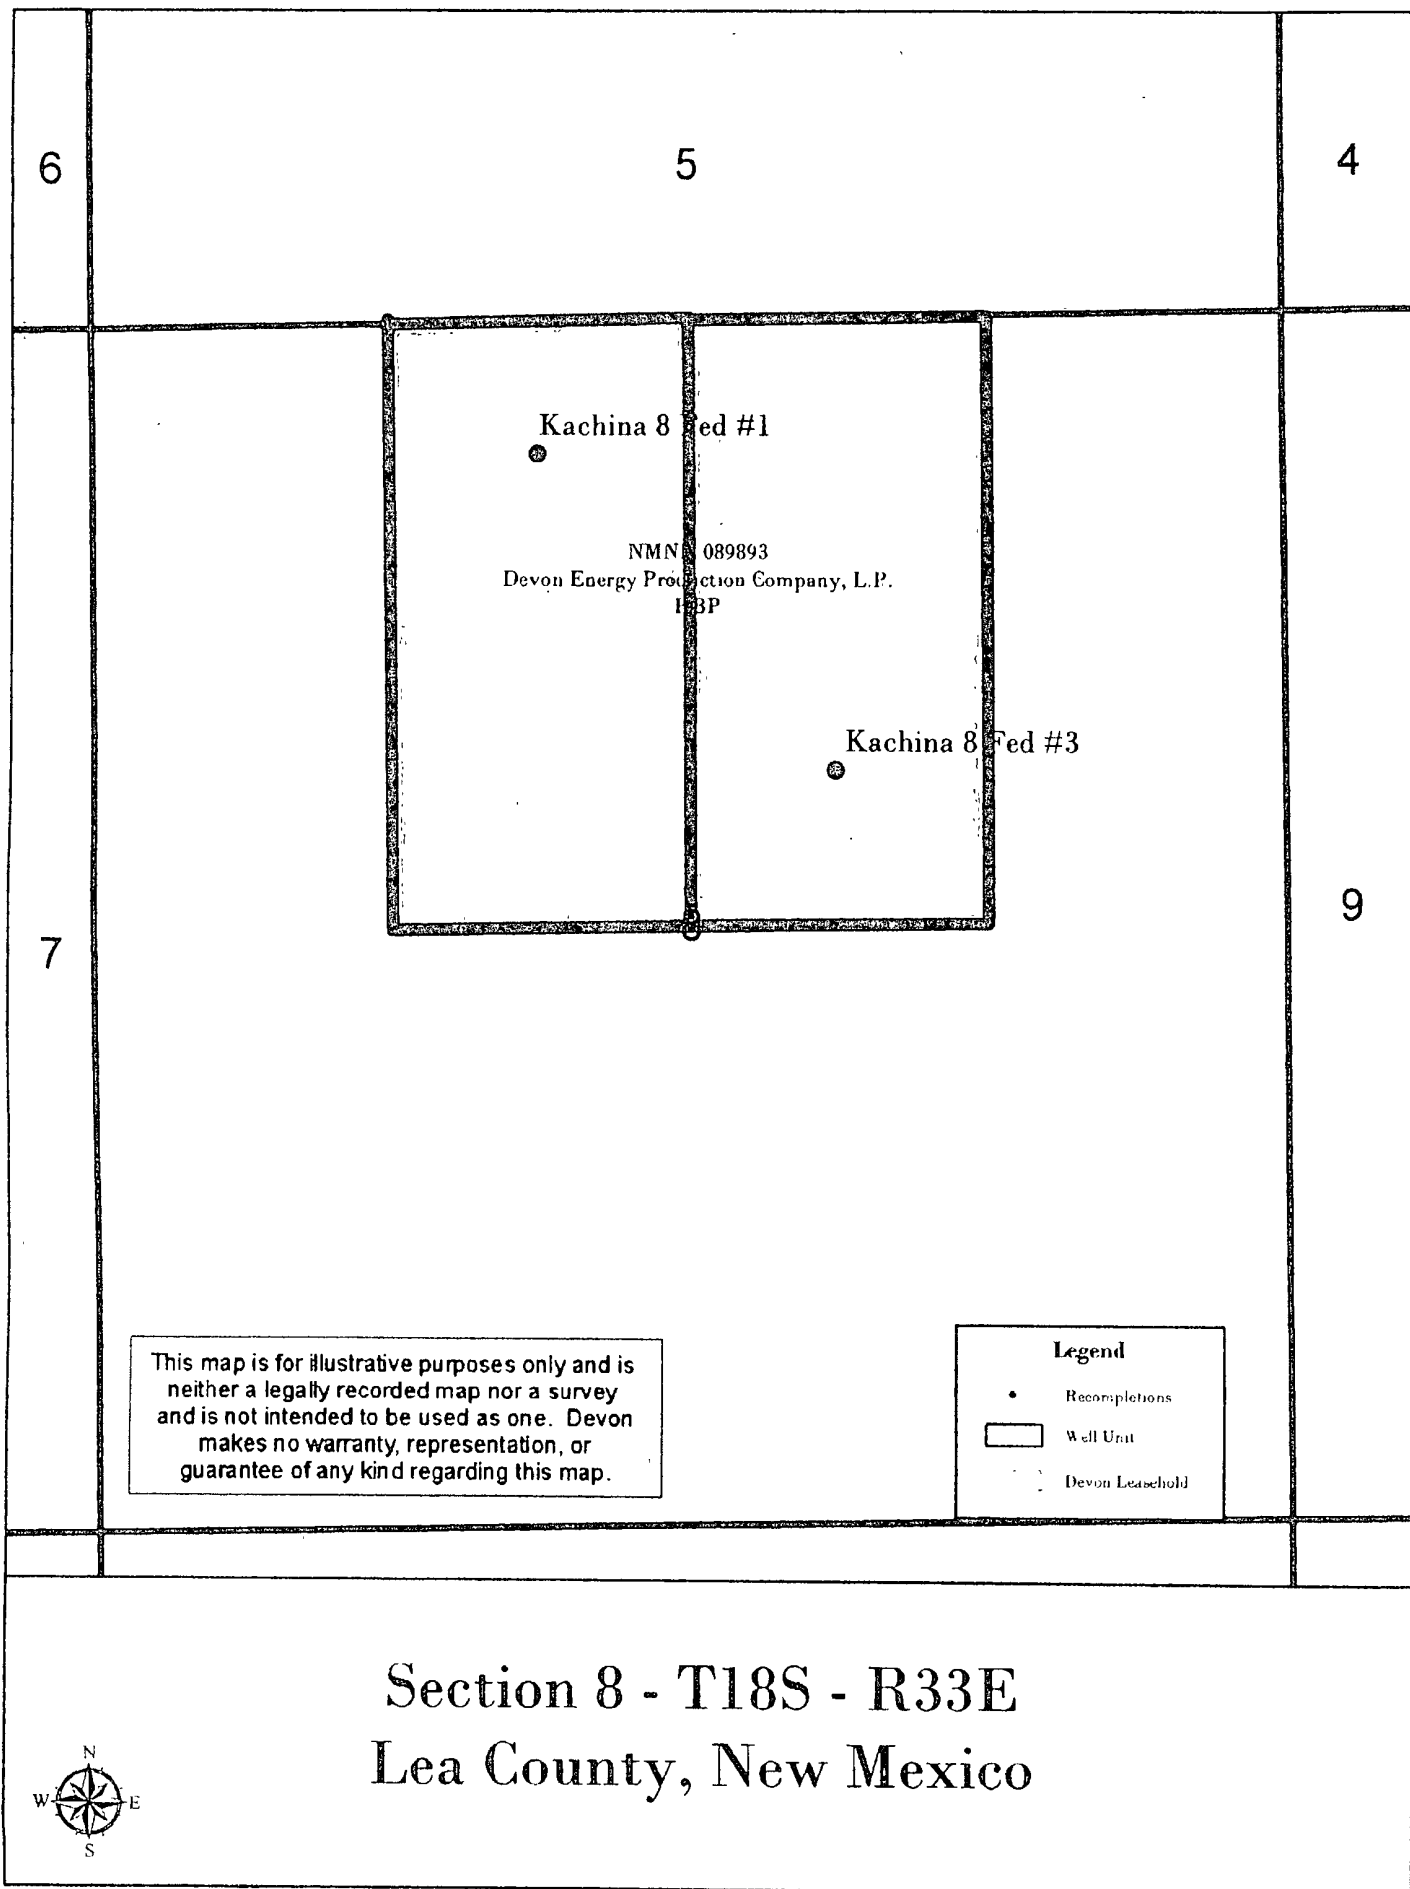 6
5
4
Kachina 8 Fed #1
NMNM 089893
Devon Energy Production Company, L.P.
HBP
Kachina 8 Fed #3
9
8
7
This map is for illustrative purposes only and is
neither a legally recorded map nor a survey
and is not intended to be used as one. Devon
makes no warranty, representation, or
guarantee of any kind regarding this map.
Legend
Recompletions
Well Unit
Devon Leasehold
Section 8 - T18S - R33E
Lea County, New Mexico
N
W
E
S